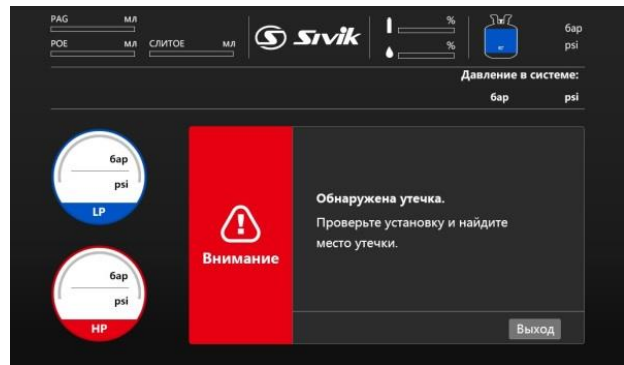 PAG мл
POE мл СЛИТОЕ мл
Sivik
%
%
кг
бар
psi
Давление в системе:
бар psi
бар
psi
LP
бар
psi
HP
Внимание
Обнаружена утечка.
Проверьте установку и найдите
место утечки.
Выход